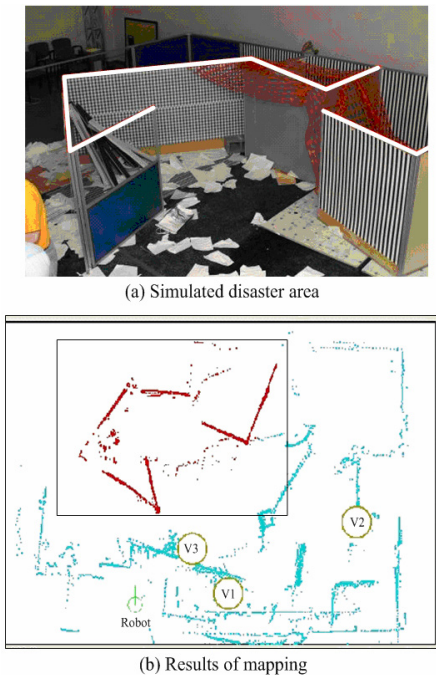 (a) Simulated disaster area
V3
V2
V1
Robot
(b) Results of mapping